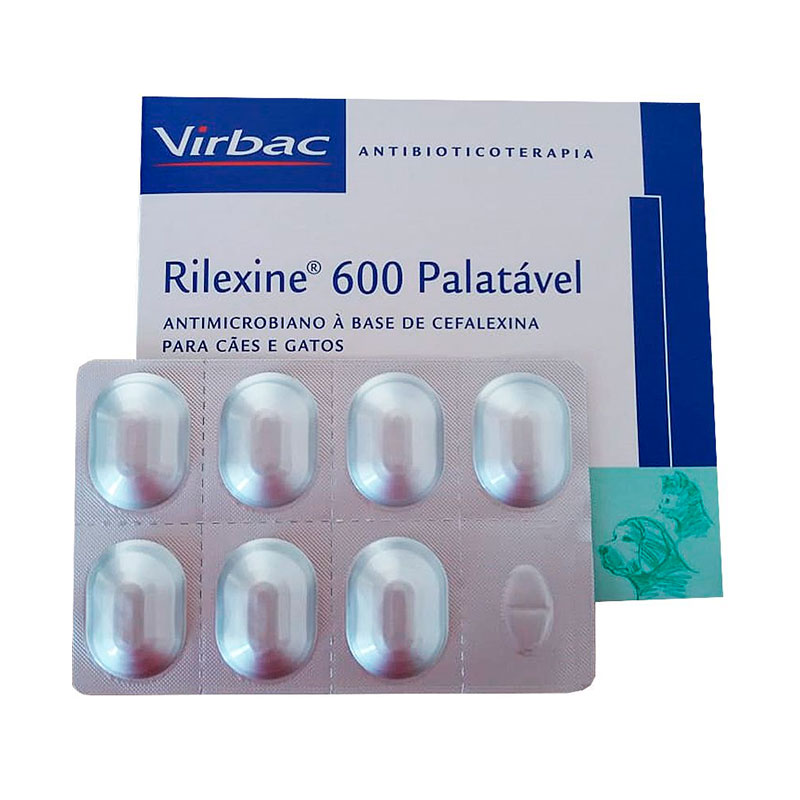 Virbac
ANTIBIOTICOTERAPIA
Rilexine® 600 Palatável
ANTIMICROBIANO À BASE DE CEFALEXINA
PARA CÃES E GATOS